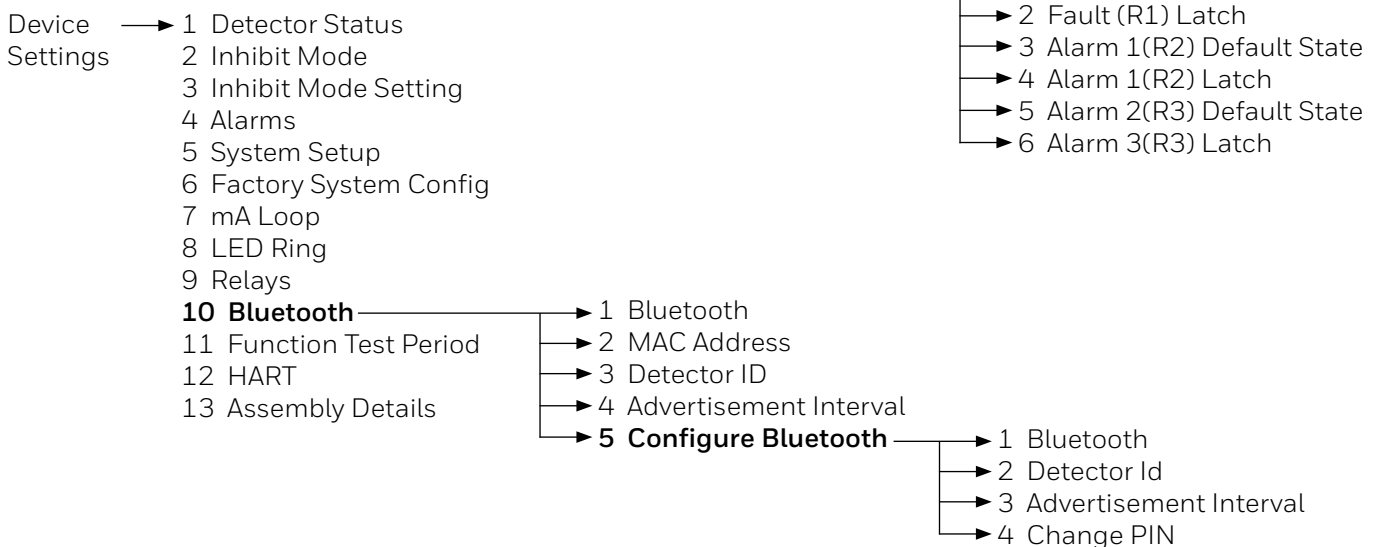 2 Fault (R1) Latch
3 Alarm 1(R2) Default State
4 Alarm 1(R2) Latch
5 Alarm 2(R3) Default State
6 Alarm 3(R3) Latch
Device Settings
1 Detector Status
2 Inhibit Mode
3 Inhibit Mode Setting
4 Alarms
5 System Setup
6 Factory System Config
7 mA Loop
8 LED Ring
9 Relays
10 Bluetooth
11 Function Test Period
12 HART
13 Assembly Details
1 Bluetooth
2 MAC Address
3 Detector ID
4 Advertisement Interval
5 Configure Bluetooth
1 Bluetooth
2 Detector Id
3 Advertisement Interval
4 Change PIN